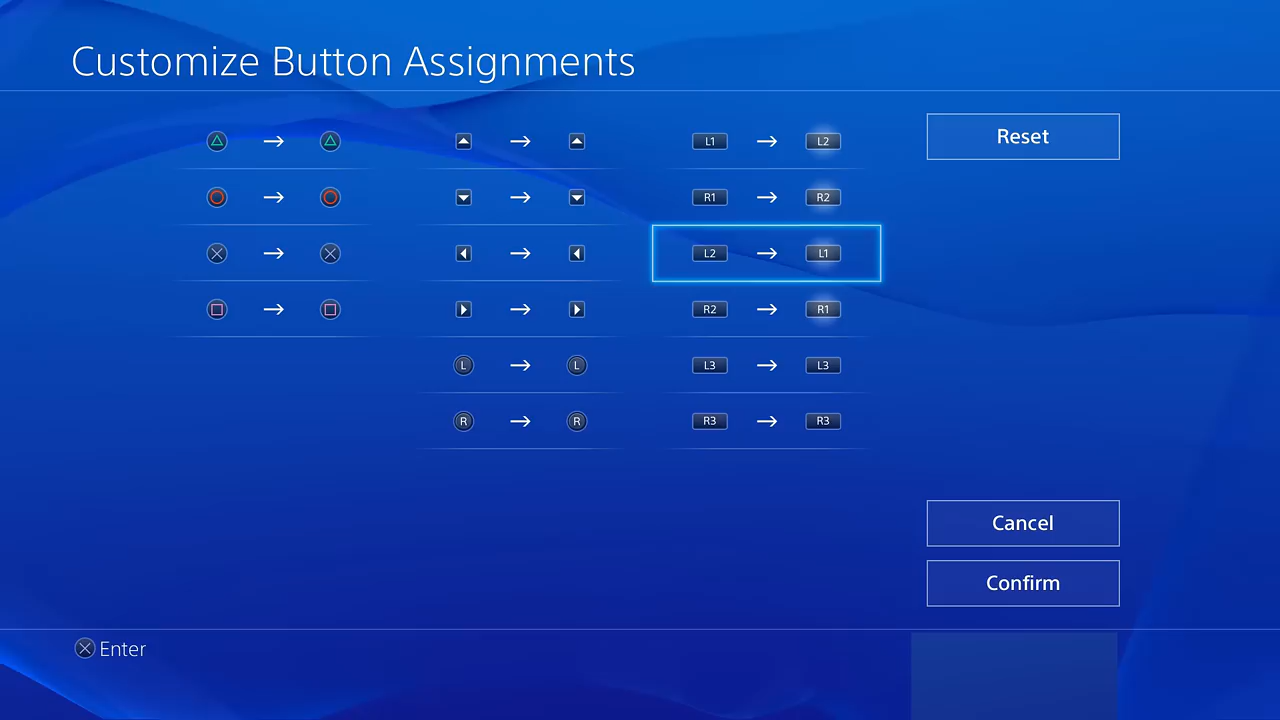 Customize Button Assignments
L1 → L2
Reset
R1 → R2
L2 → L1
R2 → R1
L → L
L3 → L3
R → R
R3 → R3
Cancel
Confirm
Enter